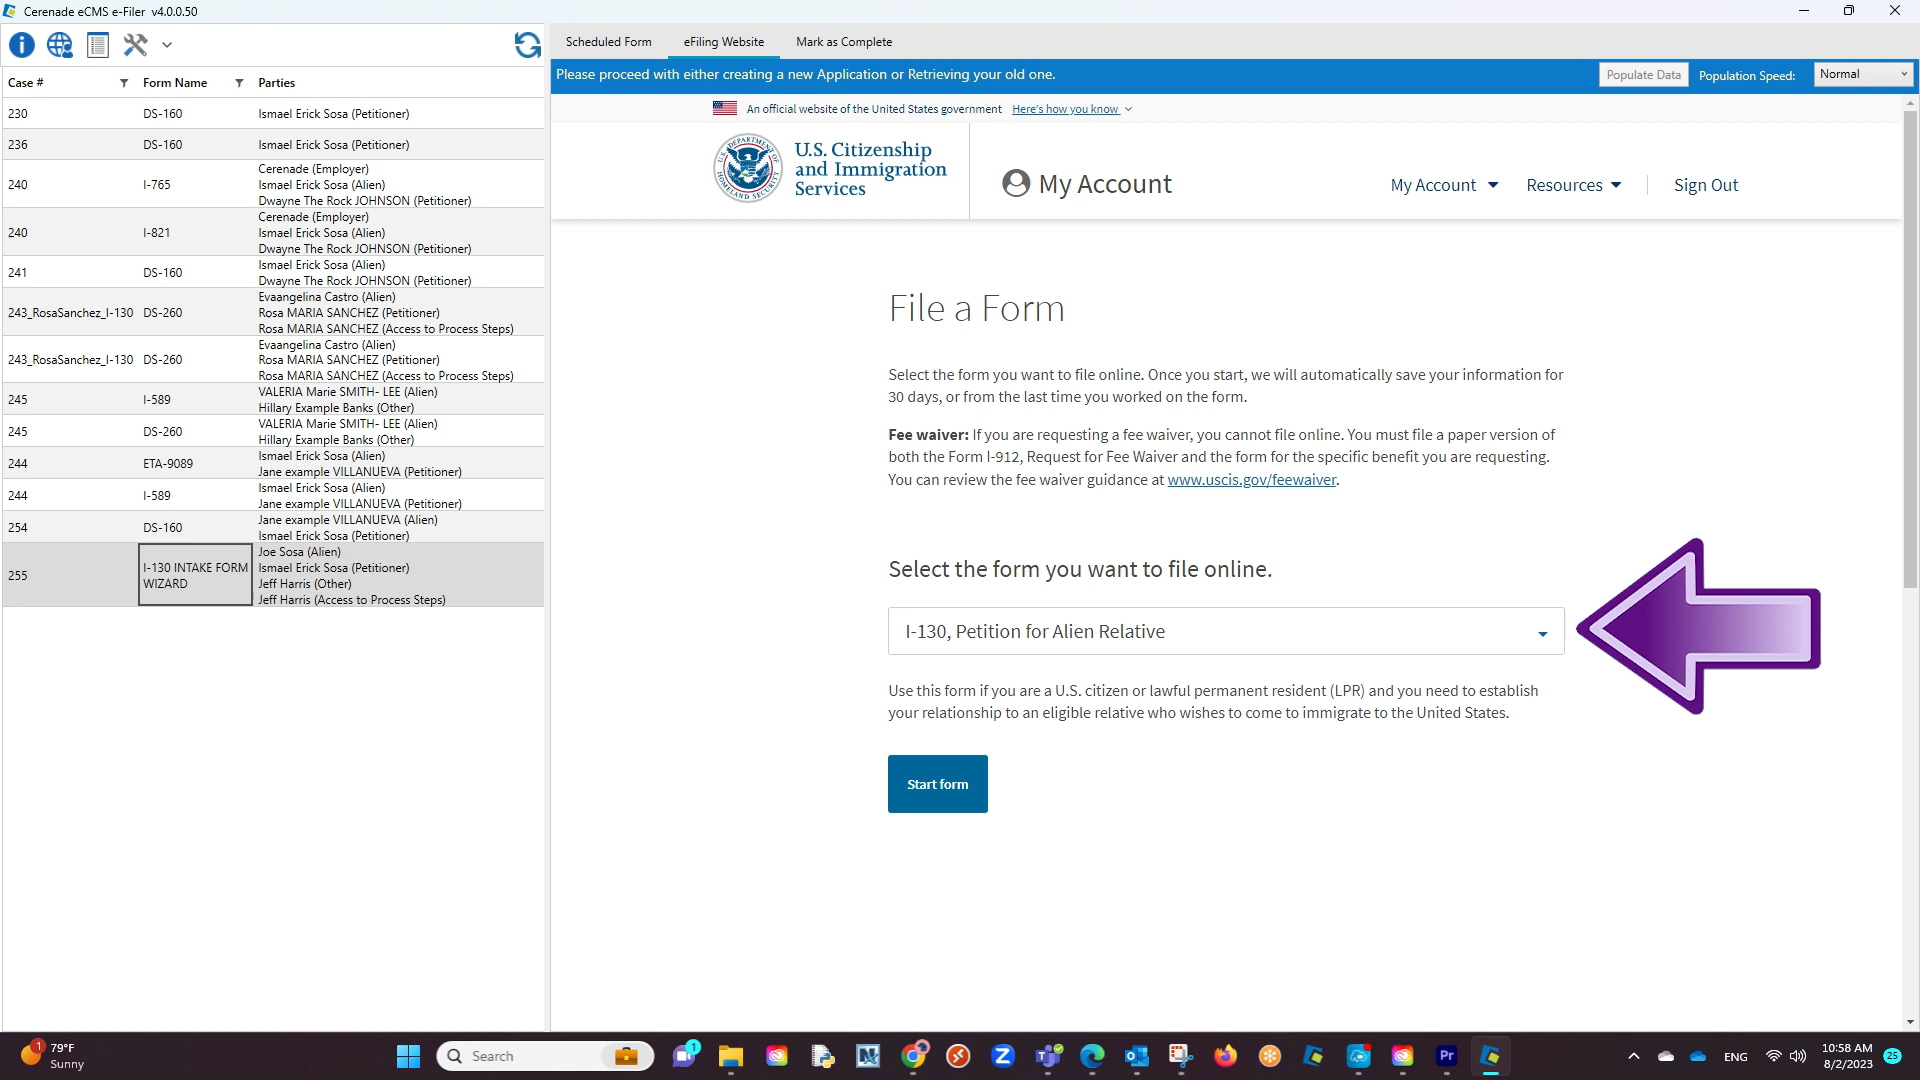 Cerenade eCMS e-Filer v4.0.0.50
Case #
Form Name
Parties
230
DS-160
Ismael Erick Sosa (Petitioner)
236
DS-160
Ismael Erick Sosa (Petitioner)
240
I-765
Cerenade (Employer)
Ismael Erick Sosa (Alien)
Dwayne The Rock JOHNSON (Petitioner)
240
I-821
Cerenade (Employer)
Ismael Erick Sosa (Alien)
Dwayne The Rock JOHNSON (Petitioner)
241
DS-160
Ismael Erick Sosa (Alien)
Dwayne The Rock JOHNSON (Petitioner)
243_RosaSanchez_I-130
DS-260
Evaangelina Castro (Alien)
Rosa MARIA SANCHEZ (Petitioner)
Rosa MARIA SANCHEZ (Access to Process Steps)
243_RosaSanchez_I-130
DS-260
Evaangelina Castro (Alien)
Rosa MARIA SANCHEZ (Petitioner)
Rosa MARIA SANCHEZ (Access to Process Steps)
245
I-589
VALERIA Marie SMITH- LEE (Alien)
Hillary Example Banks (Other)
245
DS-260
VALERIA Marie SMITH- LEE (Alien)
Hillary Example Banks (Other)
244
ETA-9089
Ismael Erick Sosa (Alien)
Jane example VILLANUEVA (Petitioner)
244
I-589
Ismael Erick Sosa (Alien)
Jane example VILLANUEVA (Petitioner)
254
DS-160
Jane example VILLANUEVA (Alien)
Ismael Erick Sosa (Petitioner)
255
I-130 INTAKE FORM
WIZARD
Joe Sosa (Alien)
Ismael Erick Sosa (Petitioner)
Jeff Harris (Other)
Jeff Harris (Access to Process Steps)
Scheduled Form
eFiling Website
Mark as Complete
Please proceed with either creating a new Application or Retrieving your old one.
Populate Data
Population Speed:
Normal
An official website of the United States government
Here's how you know
U.S. Citizenship
and Immigration
Services
My Account
My Account
Resources
Sign Out
File a Form
Select the form you want to file online. Once you start, we will automatically save your information for
30 days, or from the last time you worked on the form.
Fee waiver: If you are requesting a fee waiver, you cannot file online. You must file a paper version of
both the Form I-912, Request for Fee Waiver and the form for the specific benefit you are requesting.
You can review the fee waiver guidance at www.uscis.gov/feewaiver.
Select the form you want to file online.
I-130, Petition for Alien Relative
Use this form if you are a U.S. citizen or lawful permanent resident (LPR) and you need to establish
your relationship to an eligible relative who wishes to come to immigrate to the United States.
Start form
1
79°F
Sunny
Search
1
Pr
ENG
10:58 AM
8/2/2023
25